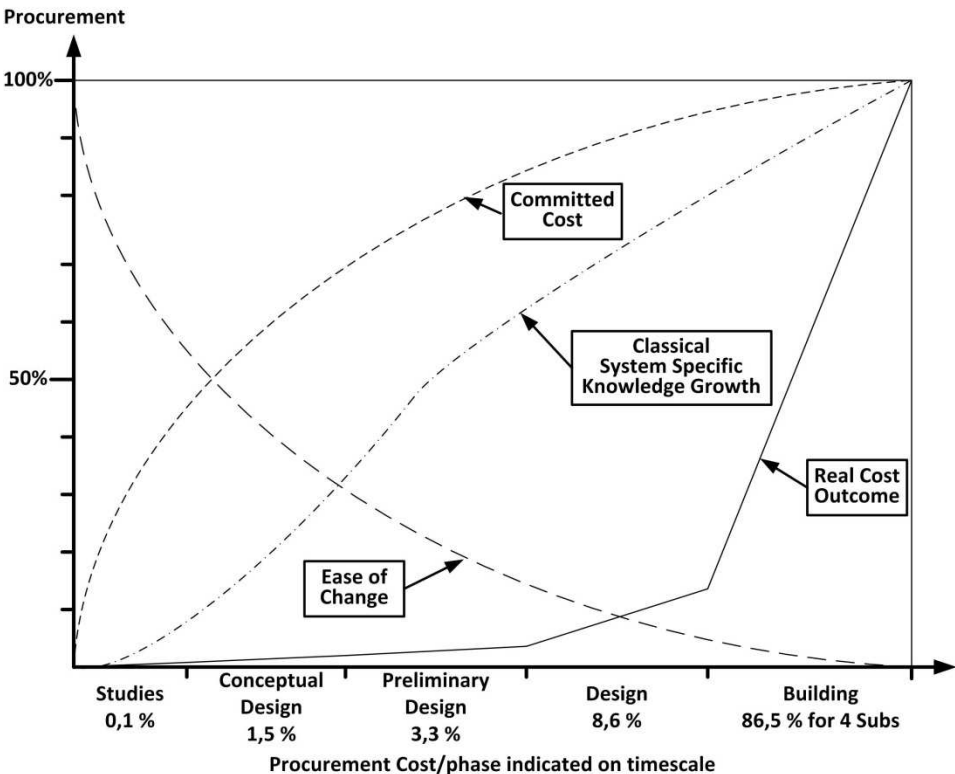 Procurement
100%
50%
Committed
Cost
Classical
System Specific
Knowledge Growth
Real Cost
Outcome
Ease of
Change
Studies
0,1 %
Conceptual
Design
1,5 %
Preliminary
Design
3,3 %
Design
8,6 %
Building
86,5 % for 4 Subs
Procurement Cost/phase indicated on timescale